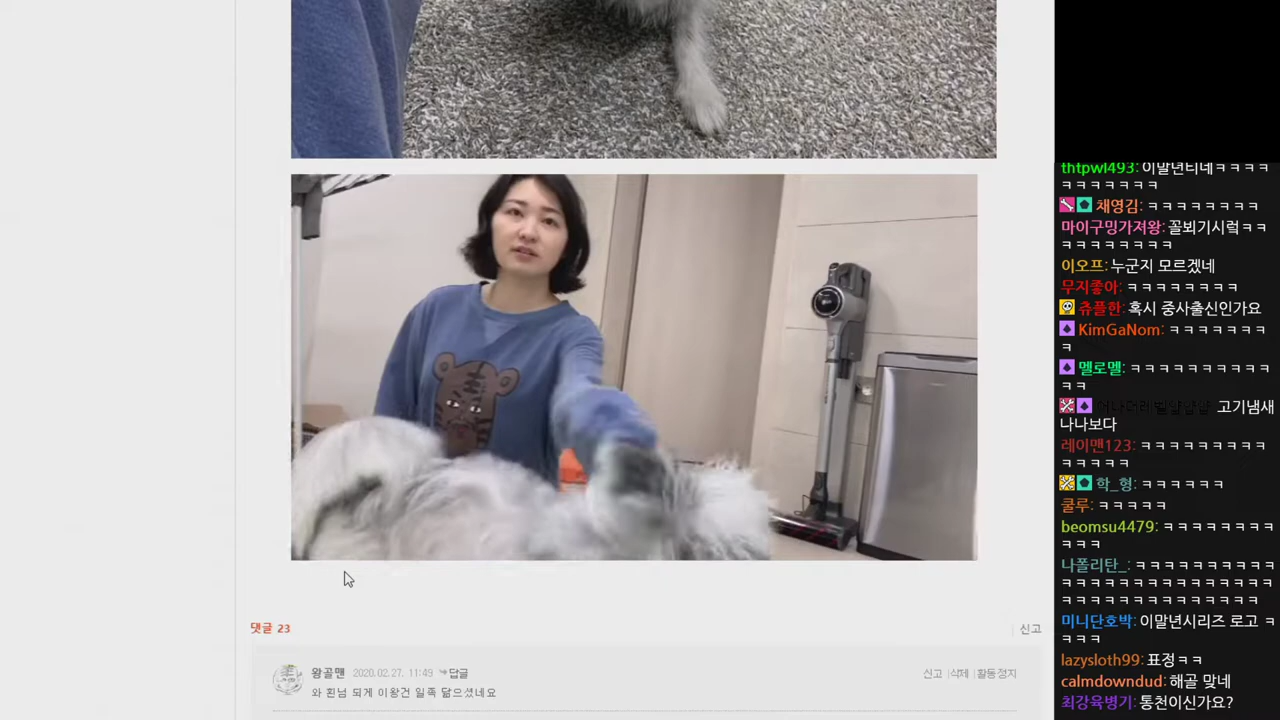 댓글 23
신고
왕골맨 2020.02.27. 11:49 답글
신고 |삭제 |활동정지
와 횐님 되게 이왕건 일족 닮으셨네요
thtpwl493: 이말년티네ㅋㅋㅋㅋ
ㅋㅋㅋㅋㅋㅋㅋ
채영김: ㅋㅋㅋㅋㅋㅋㅋㅋ
마이구밍가져왕: 꼴뵈기시럭ㅋㅋ
ㅋㅋㅋㅋㅋㅋㅋㅋ
이오프: 누군지 모르겠네
무지좋아: ㅋㅋㅋㅋㅋㅋㅋㅋ
츄플한: 혹시 중사출신인가요
KimGaNom: ㅋㅋㅋㅋㅋㅋㅋ
ㅋ
멜로멜: ㅋㅋㅋㅋㅋㅋㅋㅋㅋㅋ
ㅋㅋ
고기냄새
나나보다
레이맨123: ㅋㅋㅋㅋㅋㅋㅋㅋㅋ
ㅋㅋㅋㅋㅋ
학_형: ㅋㅋㅋㅋㅋㅋ
쿨루: ㅋㅋㅋㅋㅋ
beomsu4479: ㅋㅋㅋㅋㅋㅋㅋㅋ
ㅋㅋㅋ
나폴리탄_: ㅋㅋㅋㅋㅋㅋㅋㅋㅋㅋ
ㅋㅋㅋㅋㅋㅋㅋㅋㅋㅋㅋㅋㅋㅋㅋ
ㅋㅋㅋㅋㅋㅋㅋㅋㅋㅋㅋㅋㅋㅋ
미니단호박: 이말년시리즈 로고 ㅋ
ㅋㅋㅋ
lazysloth99: 표정ㅋㅋ
calmdowndud: 해골 맞네
최강육병기: 통천이신가요?